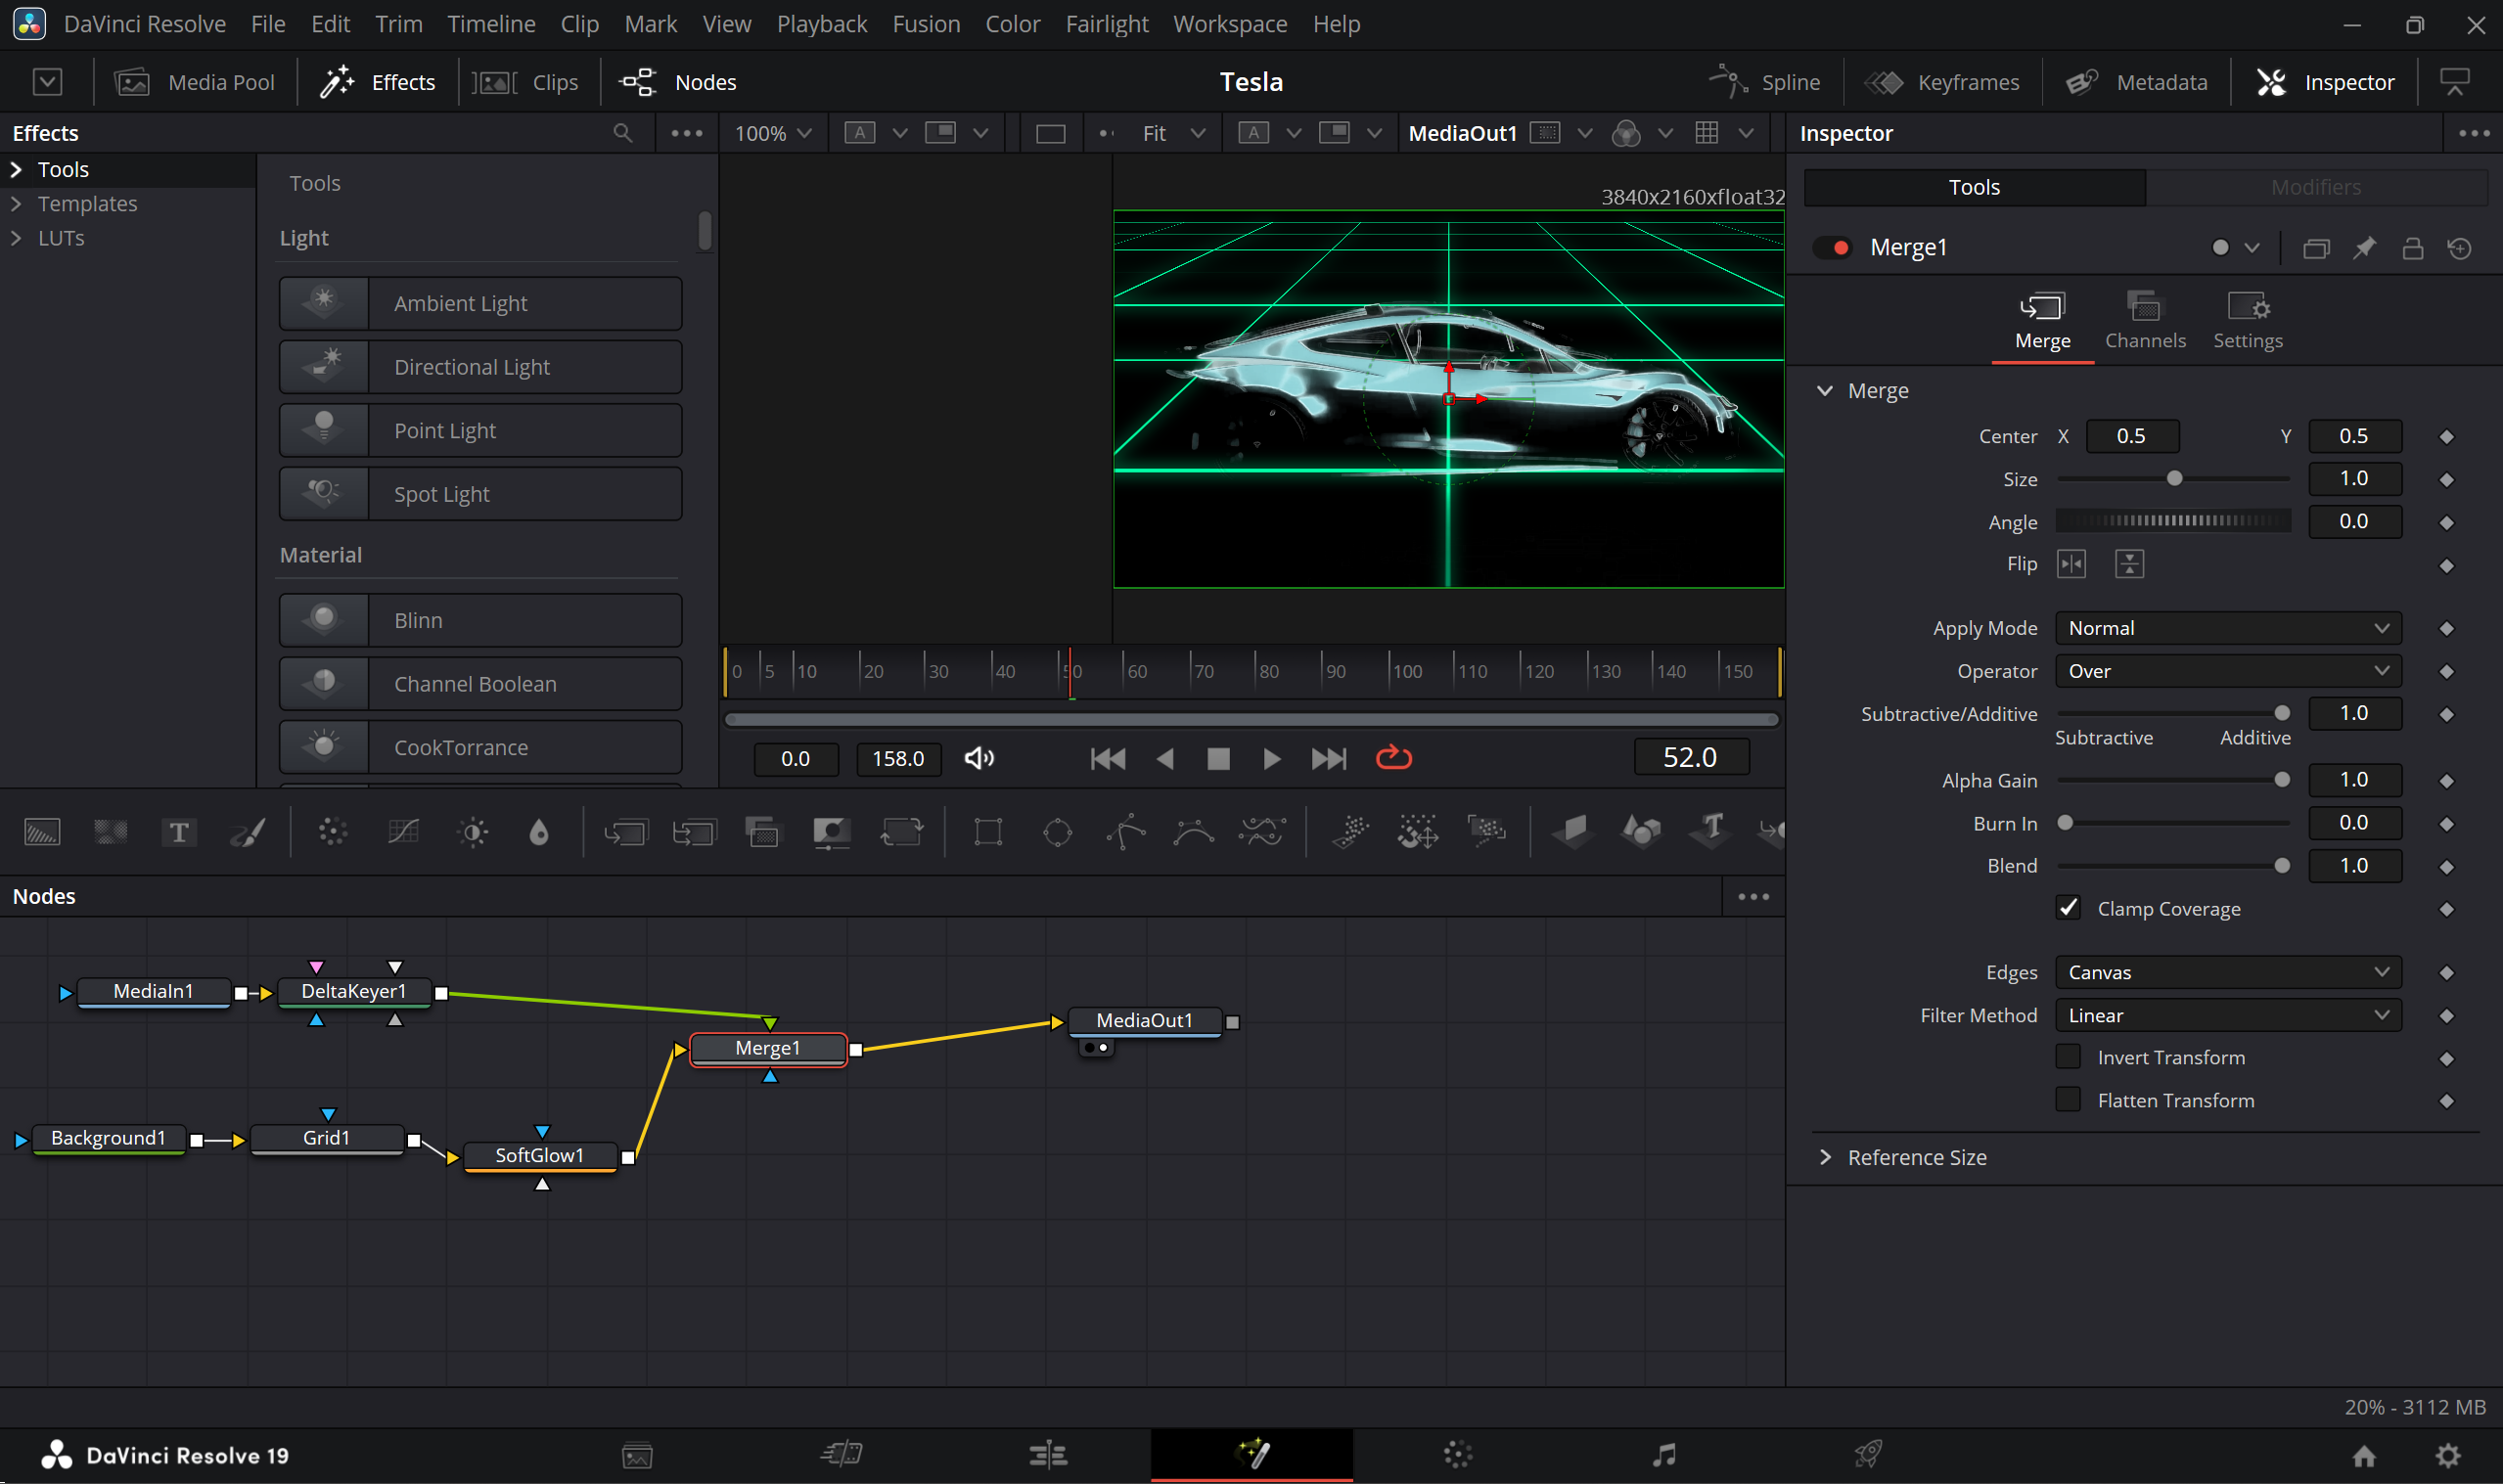 DaVinci Resolve File Edit Trim Timeline Clip Mark View Playback Fusion Color Fairlight Workspace Help
Media Pool Effects Clips Nodes Tesla Spline Keyframes Metadata Inspector
Effects 100% A Fit A MediaOut1 Inspector
Tools
Templates
LUTs
Tools
Light
Ambient Light
Directional Light
Point Light
Spot Light
Material
Blinn
Channel Boolean
CookTorrance
3840x2160xfloat32
0 5 10 20 30 40 50 60 70 80 90 100 110 120 130 140 150
0.0 158.0 52.0
T T
Nodes
MediaIn1 DeltaKeyer1
MediaOut1
Merge1
Background1 Grid1
SoftGlow1
Tools Modifiers
Merge1
Merge Channels Settings
Merge
Center X 0.5 Y 0.5
Size 1.0
Angle 0.0
Flip
Apply Mode Normal
Operator Over
Subtractive/Additive 1.0
Subtractive Additive
Alpha Gain 1.0
Burn In 0.0
Blend 1.0
Clamp Coverage
Edges Canvas
Filter Method Linear
Invert Transform
Flatten Transform
Reference Size
20% - 3112 MB
DaVinci Resolve 19